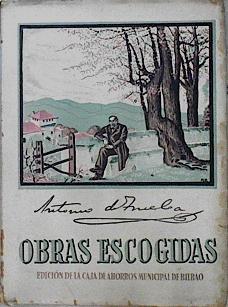 Antonio de Trueba
OBRAS ESCOGIDAS
EDICIÓN DE LA CAJA DE AHORROS MUNICIPAL DE BILBAO